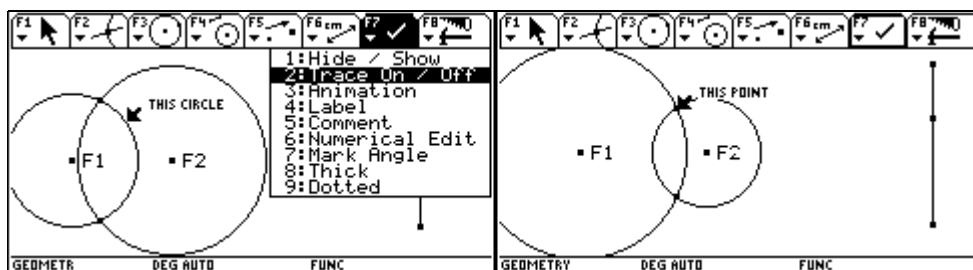 F1 F2 F3 F4 F5 F6 cm F7 F8
1:Hide / Show
2:Trace On / Off
3:Animation
4:Label
5:Comment
6:Numerical Edit
7:Mark Angle
8:Thick
9:Dotted
THIS CIRCLE
F1 F2
GEOMETR DEG AUTO FUNC
F1 F2 F3 F4 F5 F6 cm F7 F8
THIS POINT
F1 F2
GEOMETRY DEG AUTO FUNC